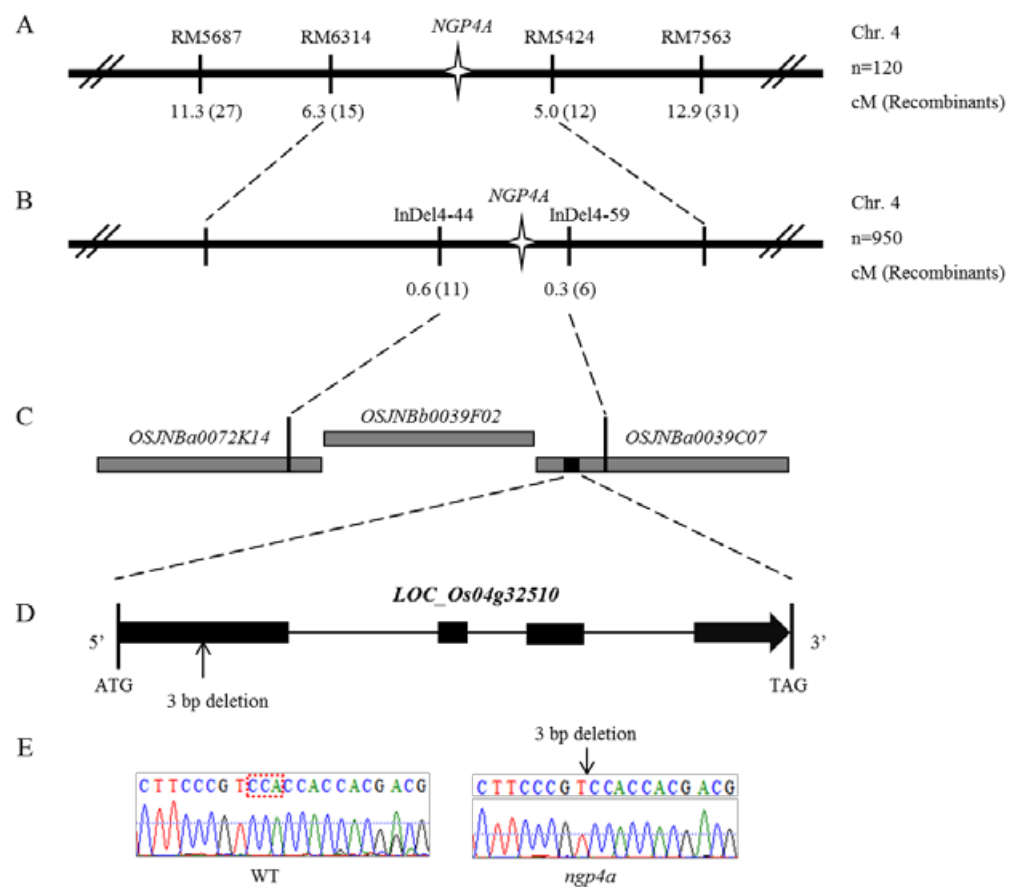 A
NGP4A
RM5687 RM6314 RM5424 RM7563
Chr. 4
n=120
cM (Recombinants)
11.3 (27) 6.3 (15) 5.0 (12) 12.9 (31)
B
NGP4A
InDel4-44 InDel4-59
Chr. 4
n=950
cM (Recombinants)
0.6 (11) 0.3 (6)
C
OSJNBa0072K14 OSJNBb0039F02 OSJNBa0039C07
D
LOC_Os04g32510
5’ 3’
ATG TAG
3 bp deletion
E
3 bp deletion
CTTCCCGTCCACCACCACGACG CTTCCCGTCCACCACGACG
WT ngp4a